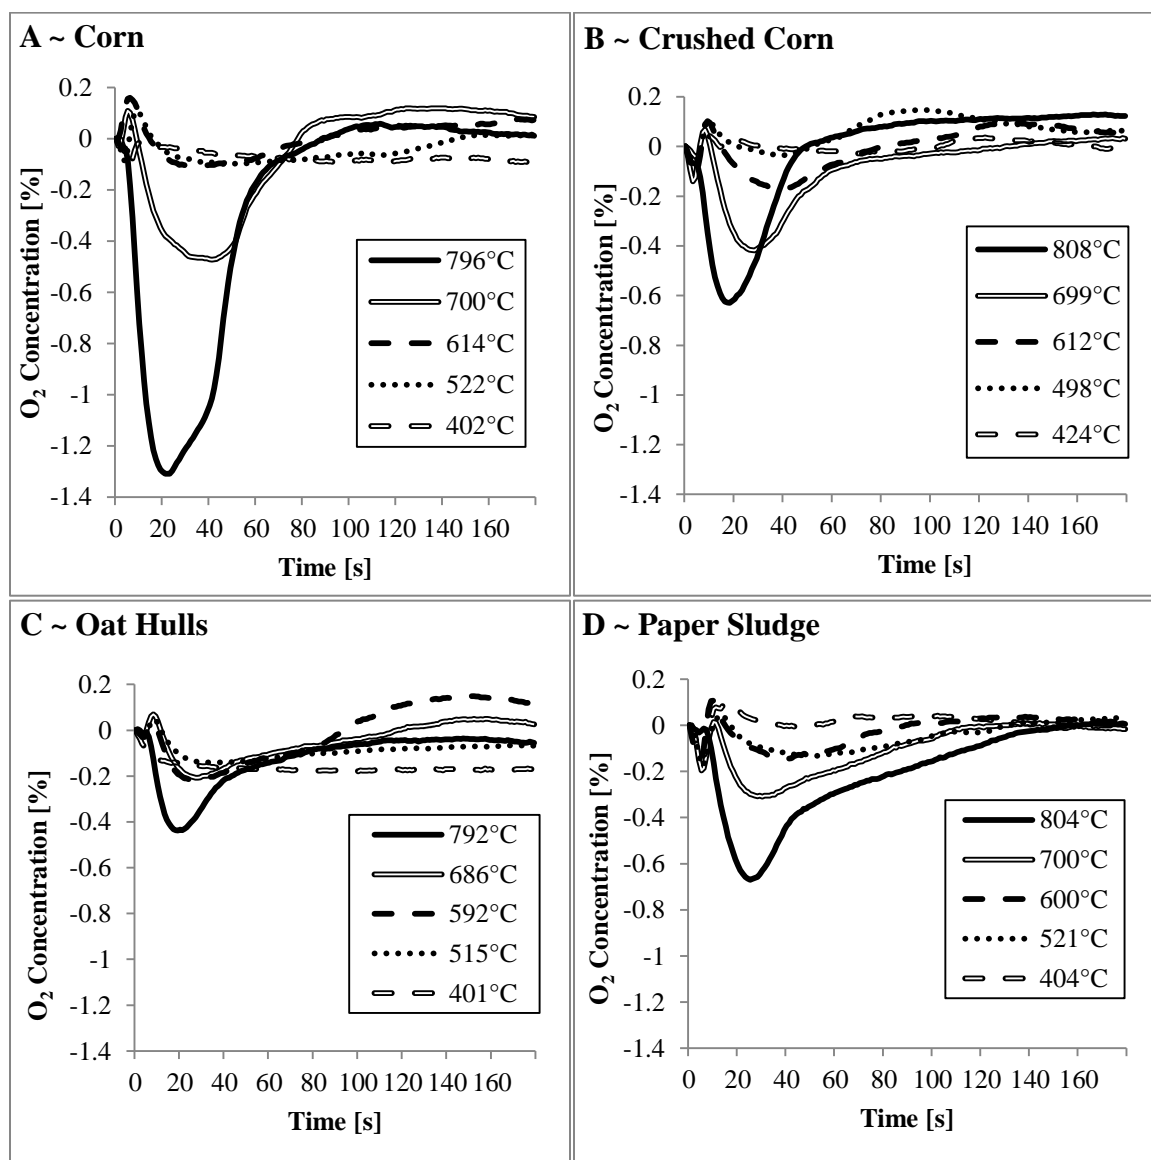 A ~ Corn
O2 Concentration [%]
0.2
0
-0.2
-0.4
-0.6
-0.8
-1
-1.2
-1.4
796°C
700°C
614°C
522°C
402°C
0 20 40 60 80 100 120 140 160
Time [s]
B ~ Crushed Corn
O2 Concentration [%]
0.2
0
-0.2
-0.4
-0.6
-0.8
-1
-1.2
-1.4
808°C
699°C
612°C
498°C
424°C
0 20 40 60 80 100 120 140 160
Time [s]
C ~ Oat Hulls
O2 Concentration [%]
0.2
0
-0.2
-0.4
-0.6
-0.8
-1
-1.2
-1.4
792°C
686°C
592°C
515°C
401°C
0 20 40 60 80 100 120 140 160
Time [s]
D ~ Paper Sludge
O2 Concentration [%]
0.2
0
-0.2
-0.4
-0.6
-0.8
-1
-1.2
-1.4
804°C
700°C
600°C
521°C
404°C
0 20 40 60 80 100 120 140 160
Time [s]